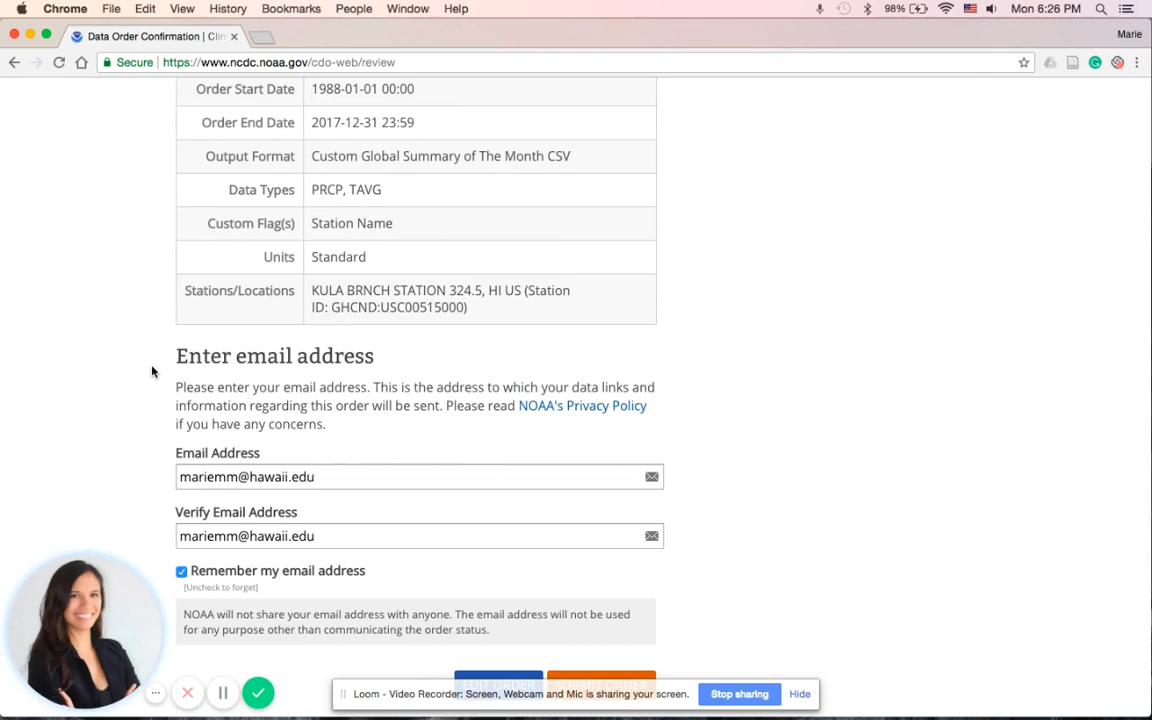 Chrome File Edit View History Bookmarks People Window Help 98% Mon 6:26 PM
Data Order Confirmation | Clim Marie
Secure https://www.ncdc.noaa.gov/cdo-web/review
Order Start Date 1988-01-01 00:00
Order End Date 2017-12-31 23:59
Output Format Custom Global Summary of The Month CSV
Data Types PRCP, TAVG
Custom Flag(s) Station Name
Units Standard
Stations/Locations KULA BRNCH STATION 324.5, HI US (Station
ID: GHCND:USC00515000)
Enter email address
Please enter your email address. This is the address to which your data links and
information regarding this order will be sent. Please read NOAA's Privacy Policy
if you have any concerns.
Email Address
mariemm@hawaii.edu
Verify Email Address
mariemm@hawaii.edu
Remember my email address
[Uncheck to forget]
NOAA will not share your email address with anyone. The email address will not be used
for any purpose other than communicating the order status.
Loom - Video Recorder: Screen, Webcam and Mic is sharing your screen. Stop sharing Hide